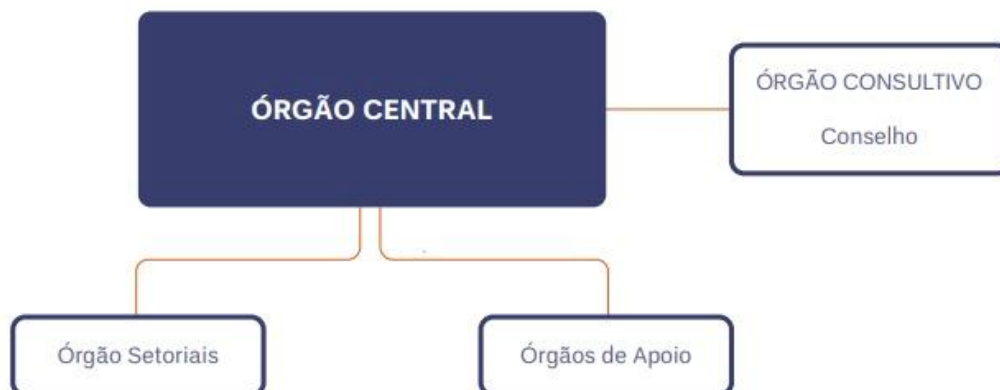 ÓRGÃO CENTRAL
ÓRGÃO CONSULTIVO
Conselho
Órgão Setoriais
Órgãos de Apoio